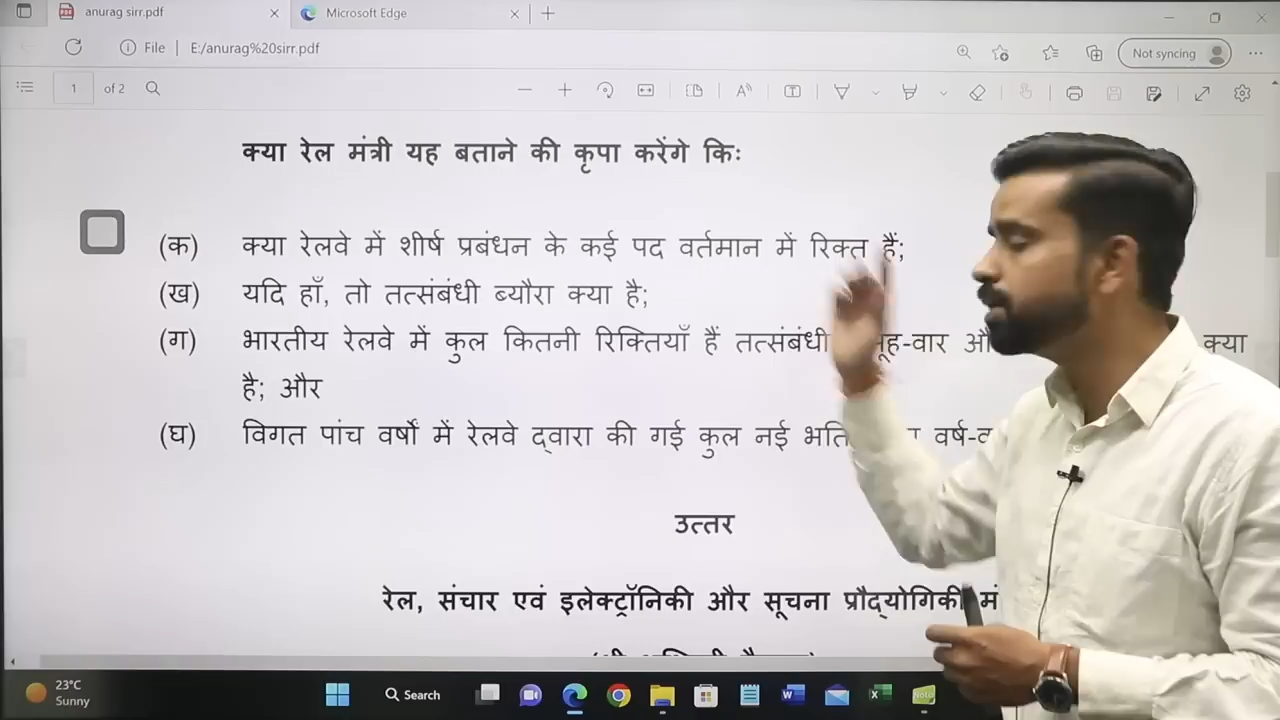 anurag sirr.pdf
Microsoft Edge
File
E:/anurag%20sirr.pdf
Not syncing
1 of 2
क्या रेल मंत्री यह बताने की कृपा करेंगे किः
(क) क्या रेलवे में शीर्ष प्रबंधन के कई पद वर्तमान में रिक्त हैं;
(ख) यदि हाँ, तो तत्संबंधी ब्यौरा क्या है;
(ग) भारतीय रेलवे में कुल कितनी रिक्तियाँ हैं तत्संबंधी क्या
है; और
(घ) विगत पांच वर्षों में रेलवे द्वारा की गई कुल नई
उत्तर
रेल, संचार एवं इलेक्ट्रॉनिकी और सूचना प्रौद्योगिकी
23°C
Sunny
Search